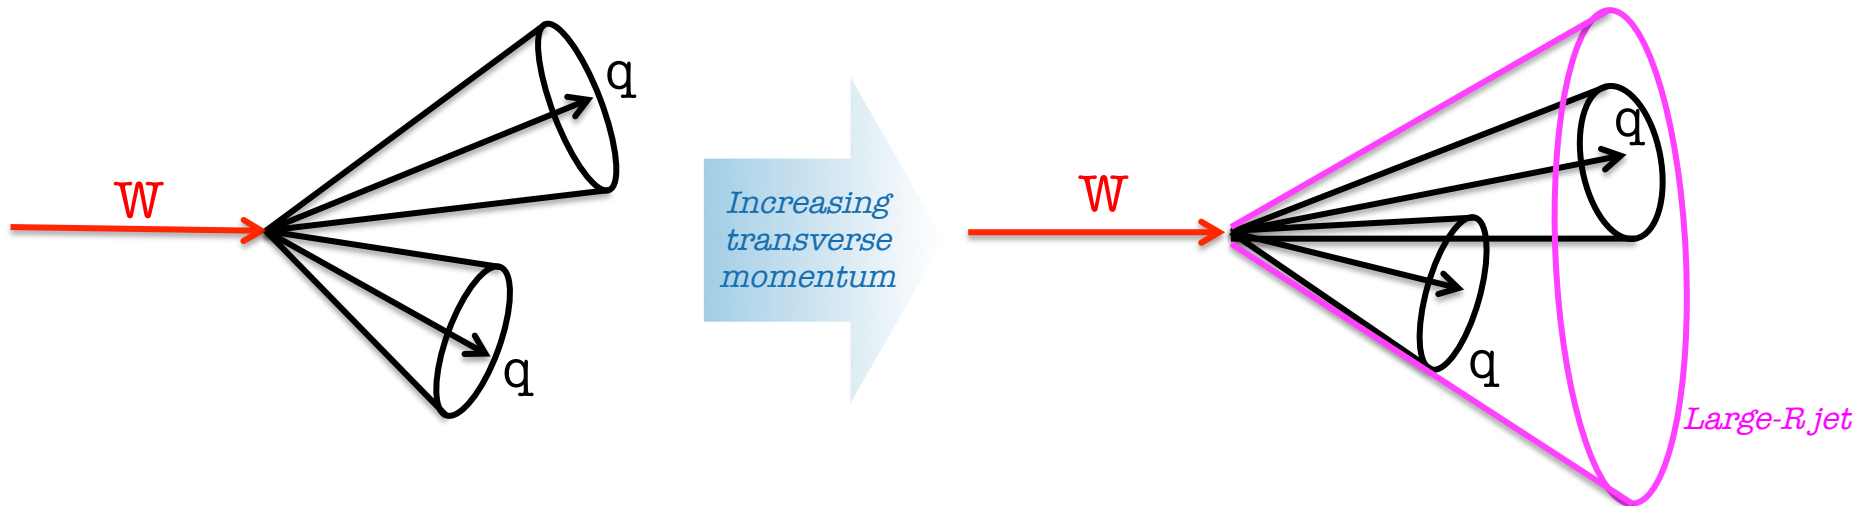 W
q
q
Increasing
transverse
momentum
W
q
q
Large-R jet